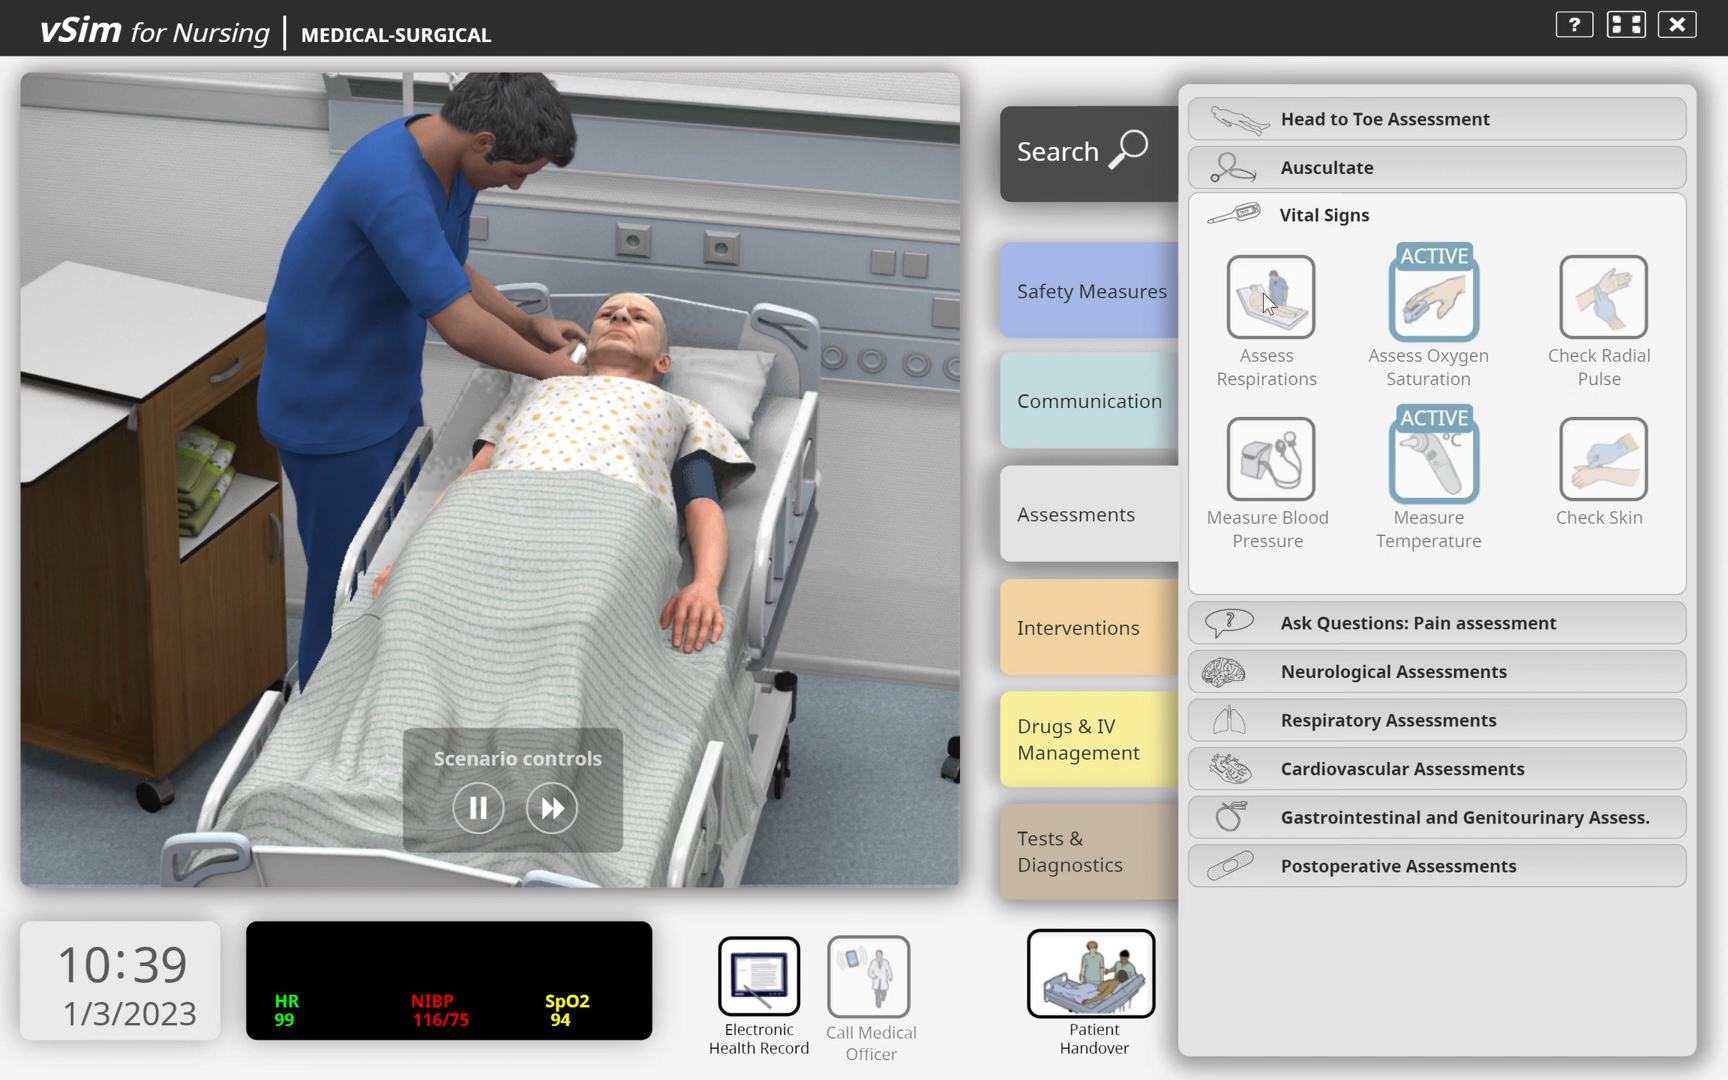 vSim for Nursing | MEDICAL-SURGICAL
?
Search
Safety Measures
Communication
Assessments
Interventions
Drugs & IV
Management
Tests &
Diagnostics
Head to Toe Assessment
Auscultate
Vital Signs
ACTIVE
Assess
Respirations
Assess Oxygen
Saturation
Check Radial
Pulse
ACTIVE
°C
Measure Blood
Pressure
Measure
Temperature
Check Skin
Ask Questions: Pain assessment
Neurological Assessments
Respiratory Assessments
Cardiovascular Assessments
Gastrointestinal and Genitourinary Assess.
Postoperative Assessments
Scenario controls
10:39
1/3/2023
HR NIBP SpO2
99 116/75 94
Electronic
Health Record
Call Medical
Officer
Patient
Handover